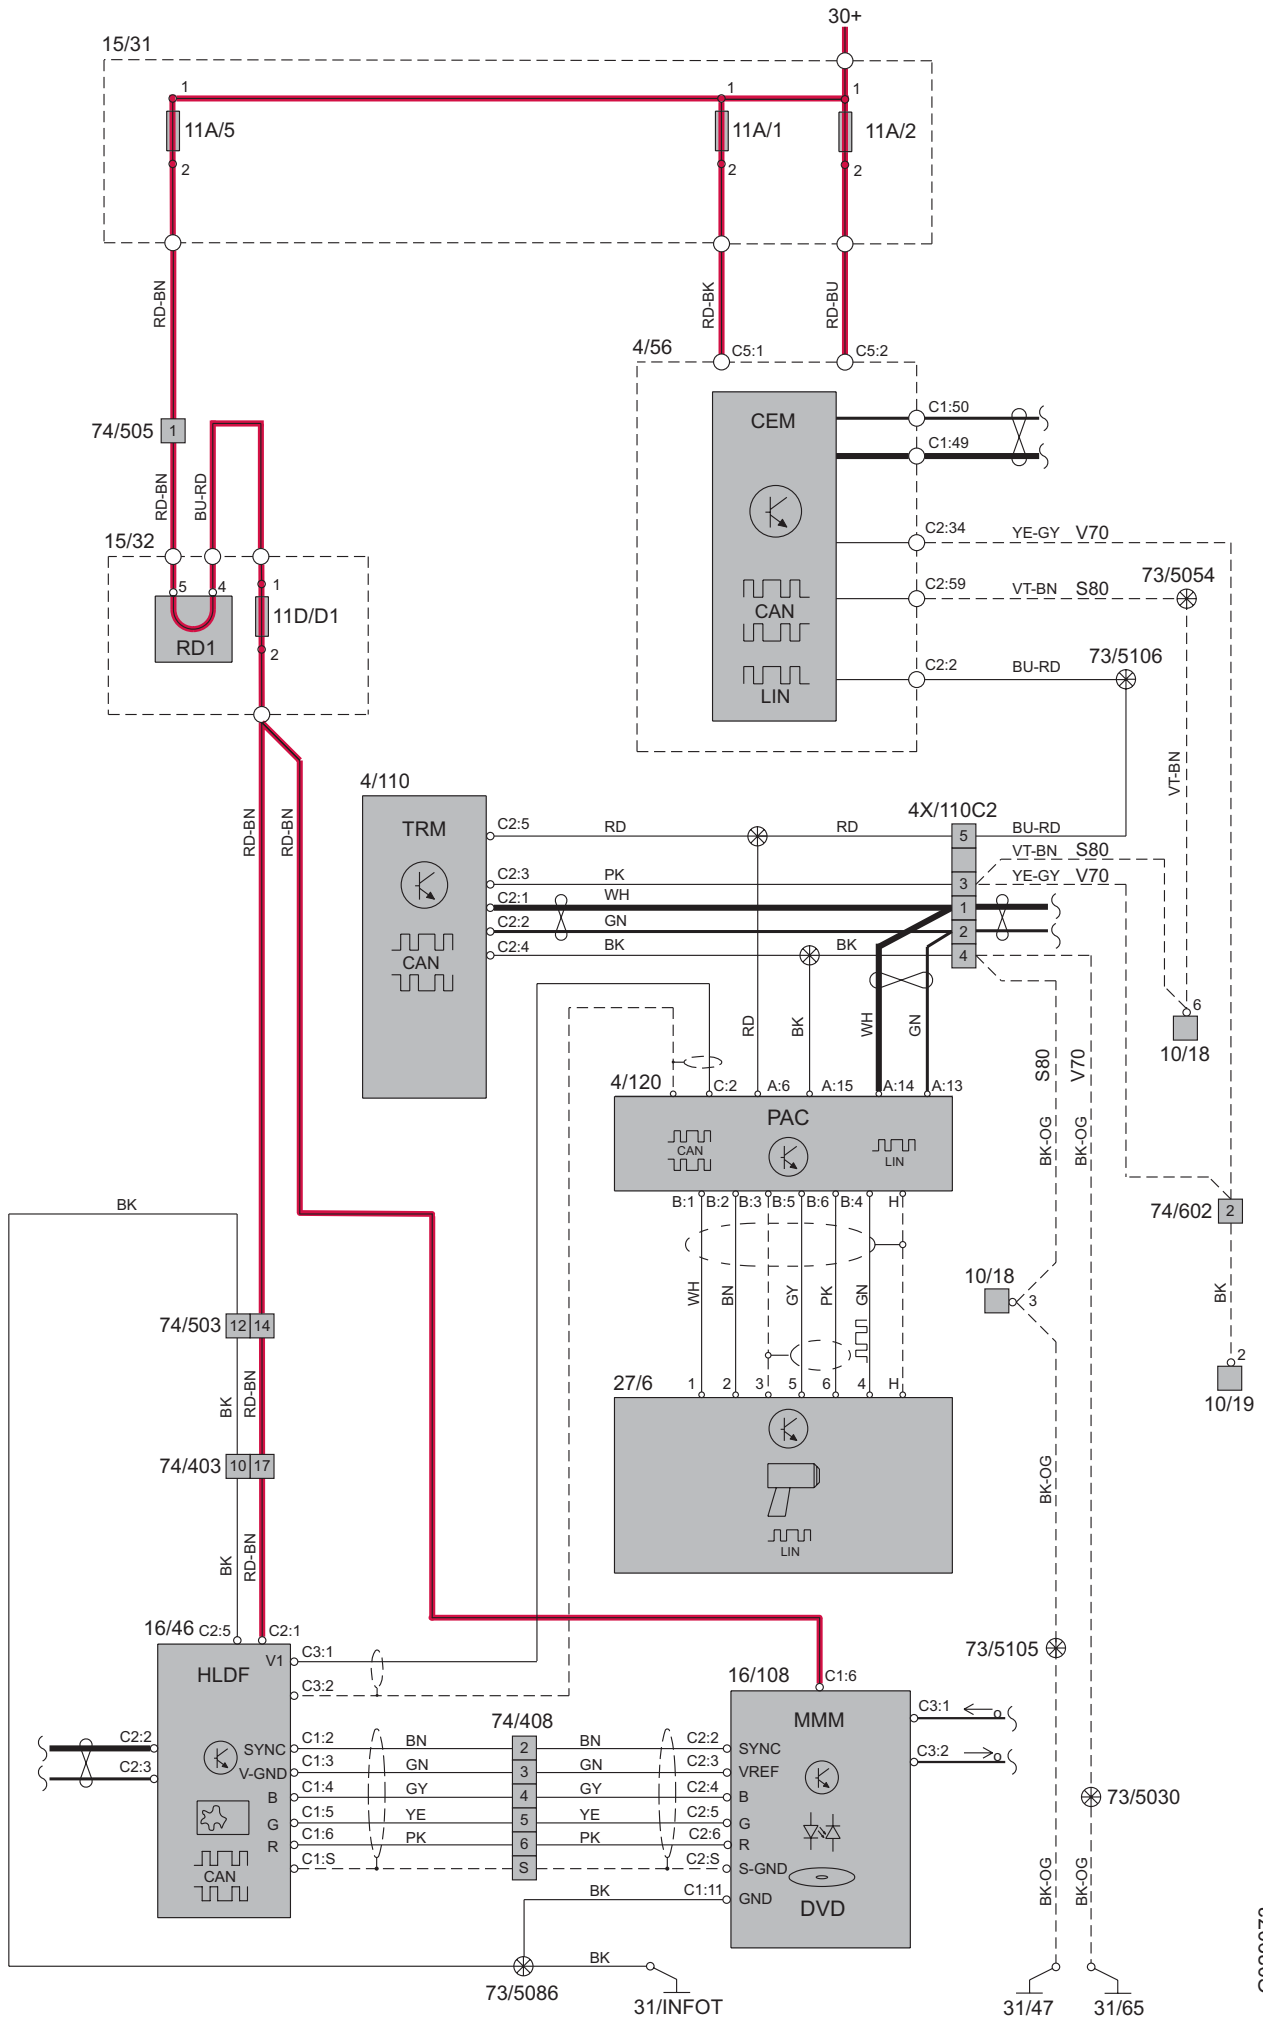 30+
15/31
1
1
1
11A/5
11A/1
11A/2
2
2
2
RD-BN
RD-BK
RD-BU
4/56
C5:1
C5:2
CEM
C1:50
C1:49
74/505
1
RD-BN
BU-RD
C2:34
YE-GY
V70
15/32
73/5054
5
4
1
CAN
C2:59
VT-BN
S80
11D/D1
RD1
2
LIN
C2:2
BU-RD
73/5106
VT-BN
4/110
RD-BN
RD-BN
TRM
C2:5
RD
RD
4X/110C2
5
BU-RD
VT-BN
S80
C2:3
PK
3
YE-GY
V70
C2:1
WH
1
C2:2
GN
2
CAN
C2:4
BK
BK
4
RD
BK
WH
GN
6
10/18
S80
V70
4/120
C:2
A:6
A:15
A:14
A:13
PAC
CAN
LIN
BK-OG
BK-OG
BK
B:1
B:2
B:3
B:5
B:6
B:4
H
74/602
2
WH
BN
GY
PK
GN
10/18
3
BK
74/503
12
14
2
10/19
27/6
1
2
3
5
6
4
H
BK
RD-BN
74/403
10
17
BK-OG
LIN
BK
RD-BN
16/46
C2:5
C2:1
V1
C3:1
HLDF
C3:2
73/5105
16/108
C1:6
MMM
C3:1
74/408
C2:2
SYNC
C1:2
BN
2
BN
C2:2
SYNC
C3:2
C2:3
V-GND
C1:3
GN
3
GN
C2:3
VREF
B
C1:4
GY
4
GY
C2:4
B
73/5030
G
C1:5
YE
5
YE
C2:5
G
R
C1:6
PK
6
PK
C2:6
R
CAN
C1:S
S
C2:S
S-GND
BK
C1:11
GND
DVD
BK-OG
BK-OG
BK
73/5086
31/INFOT
31/47
31/65